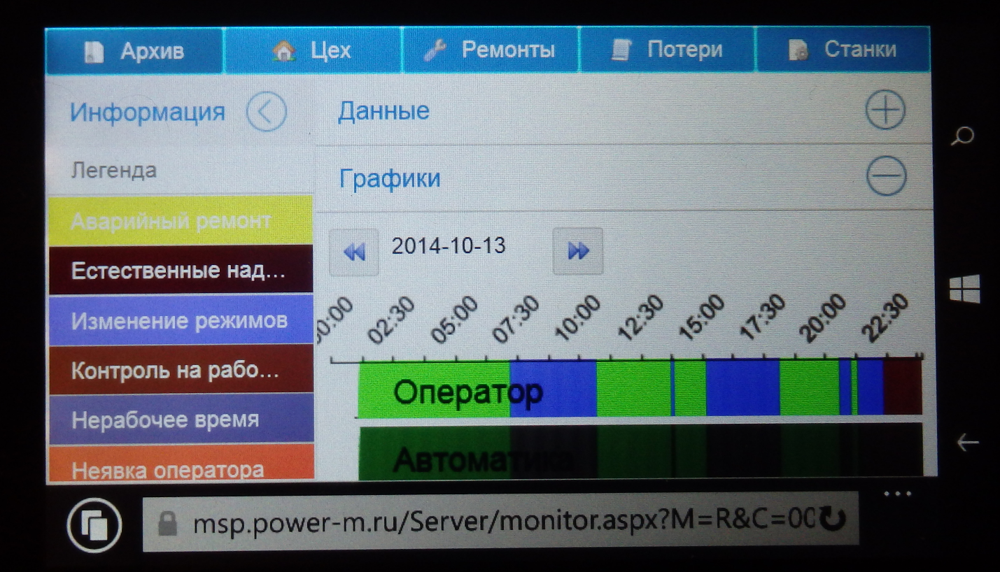 Архив
Цех
Ремонты
Потери
Станки
Информация
Данные
Легенда
Графики
Аварийный ремонт
Естественные над...
Изменение режимов
Контроль на рабо...
Нерабочее время
Неявка оператора
2014-10-13
00:00 02:30 05:00 07:30 10:00 12:30 15:00 17:30 20:00 22:30
Оператор
Автоматика
msp.power-m.ru/Server/monitor.aspx?M=R&C=00